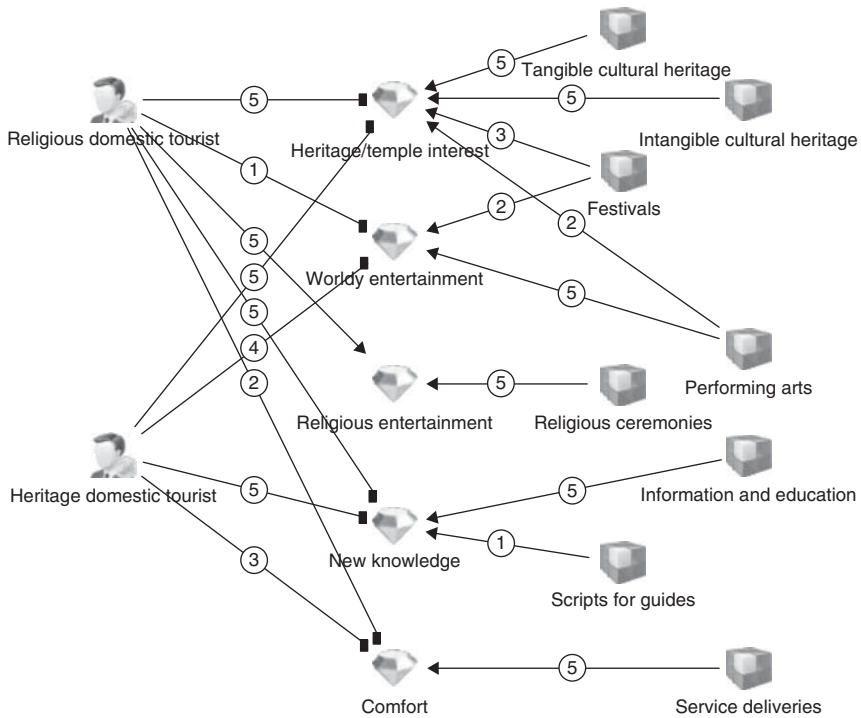 5
Tangible cultural heritage
5
5
Religious domestic tourist
Heritage/temple interest
Intangible cultural heritage
3
1
2
Festivals
2
5
5
Worldy entertainment
5
5
4
2
5
Religious entertainment
Religious ceremonies
Performing arts
Heritage domestic tourist
5
5
Information and education
1
3
New knowledge
Scripts for guides
5
Comfort
Service deliveries